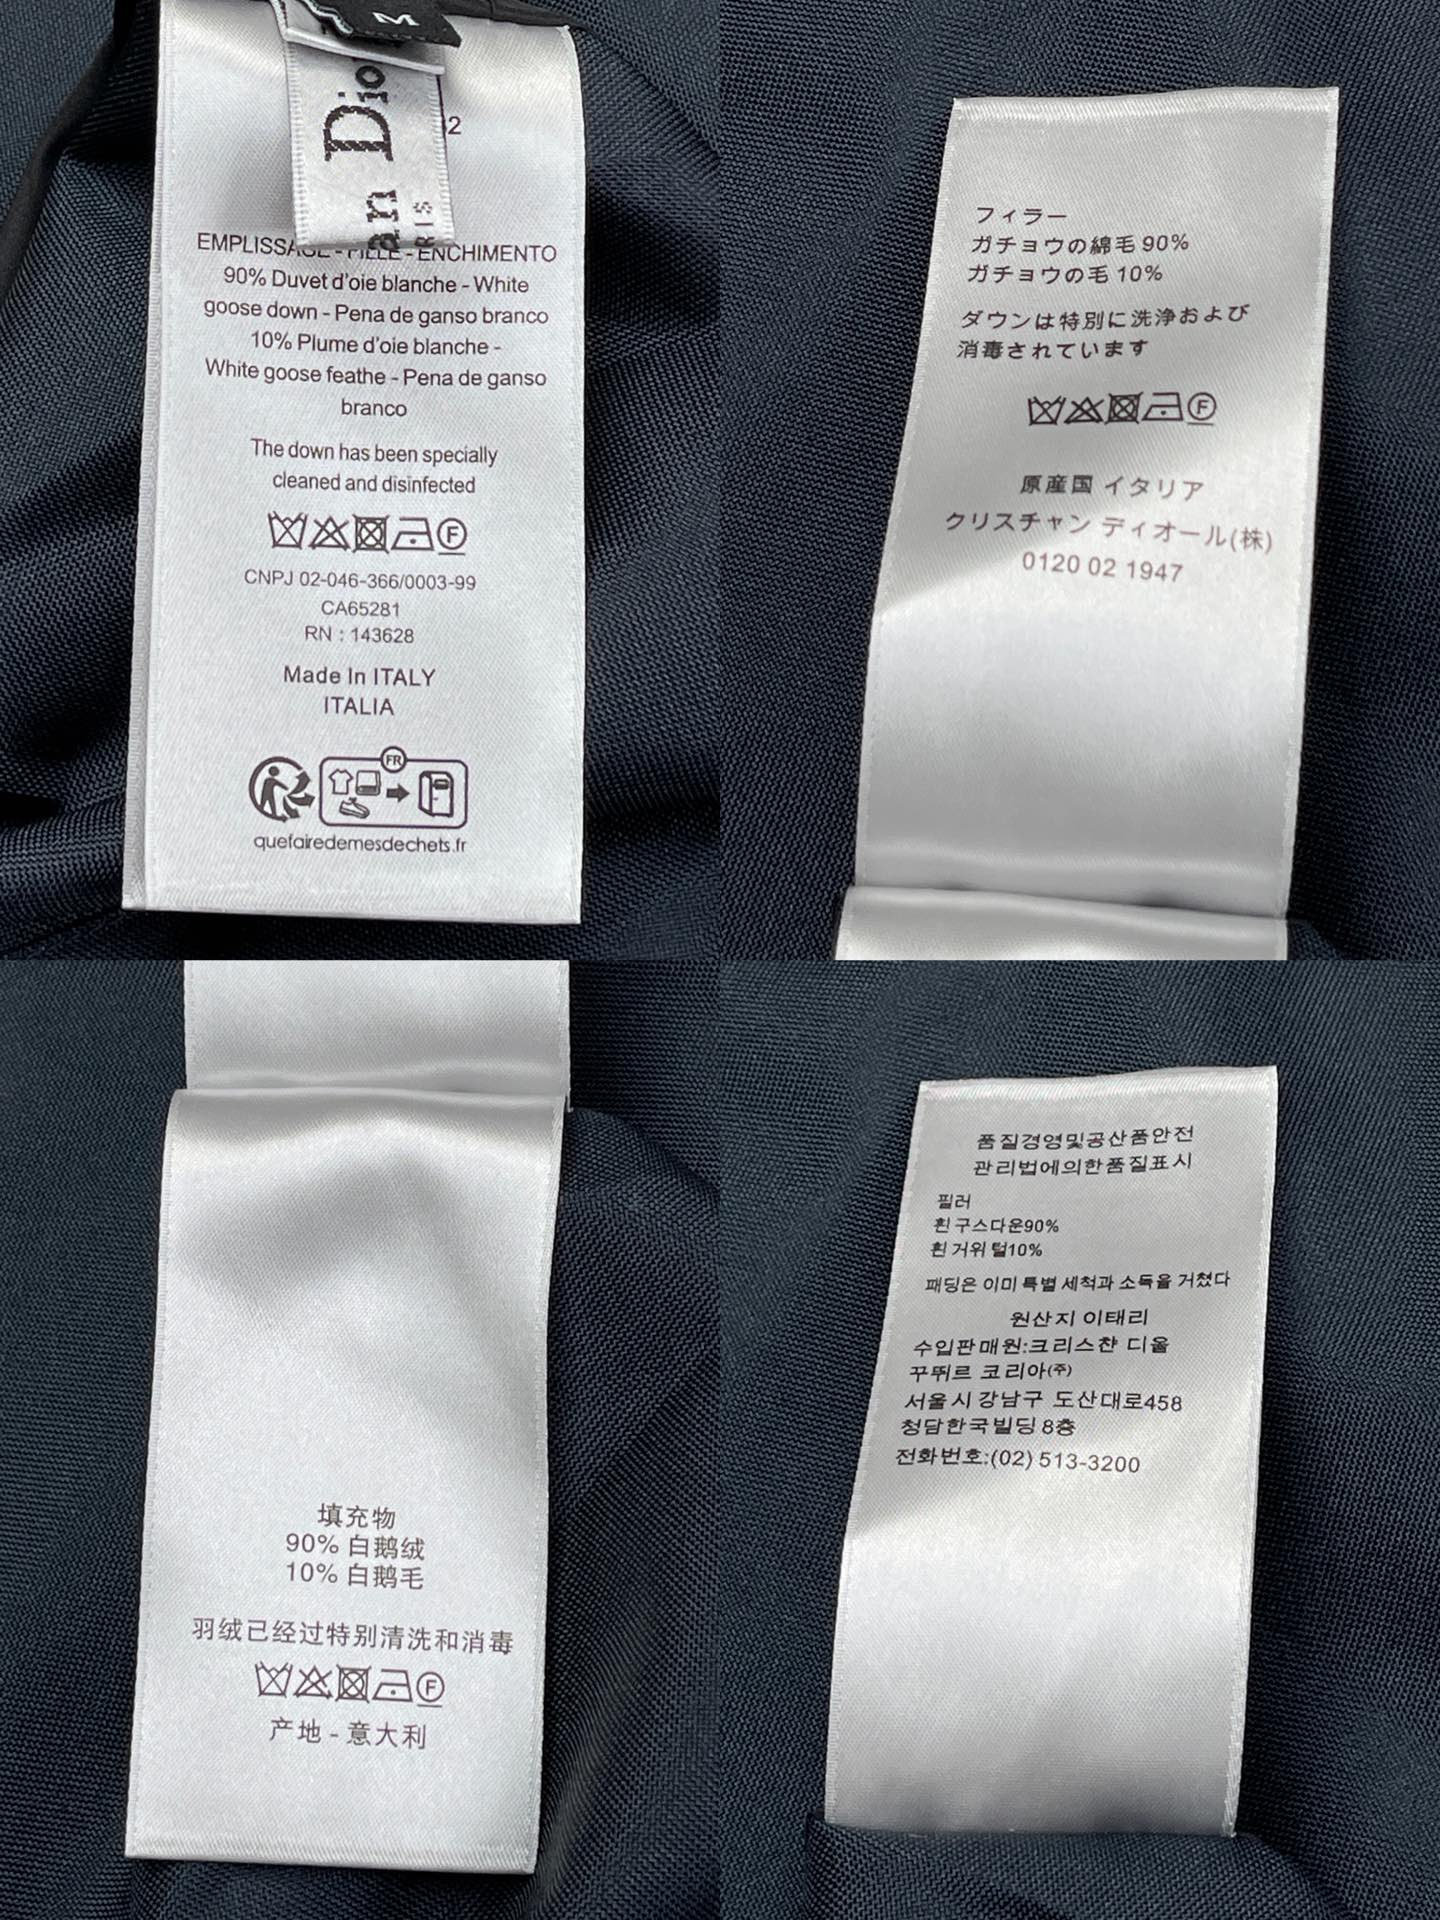 M
Dio
an
RIS
32
EMPLISSAGE - FILLE - ENCHIMENTO
90% Duvet d'oie blanche - White
goose down - Pena de ganso branco
10% Plume d'oie blanche -
White goose feathe - Pena de ganso
branco
The down has been specially
cleaned and disinfected
F
CNPJ 02-046-366/0003-99
CA65281
RN : 143628
Made In ITALY
ITALIA
FR
quefairedemesdechets.fr
フィラー
ガチョウの綿毛 90%
ガチョウの毛 10%
ダウンは特別に洗浄および
消毒されています
F
原産国 イタリア
クリスチャン ディオール(株)
0120 02 1947
填充物
90% 白鹅绒
10% 白鹅毛
羽绒已经过特别清洗和消毒
F
产地 - 意大利
품질경영및공산품안전
관리법에의한품질표시
필러
흰 구스다운90%
흰 거위 털10%
패딩은 이미 특별 세척과 소독을 거쳤다
원산지 이태리
수입판매원:크리스챤 디올
꾸뛰르 코리아(주)
서울시 강남구 도산대로458
청담한국빌딩 8층
전화번호:(02) 513-3200